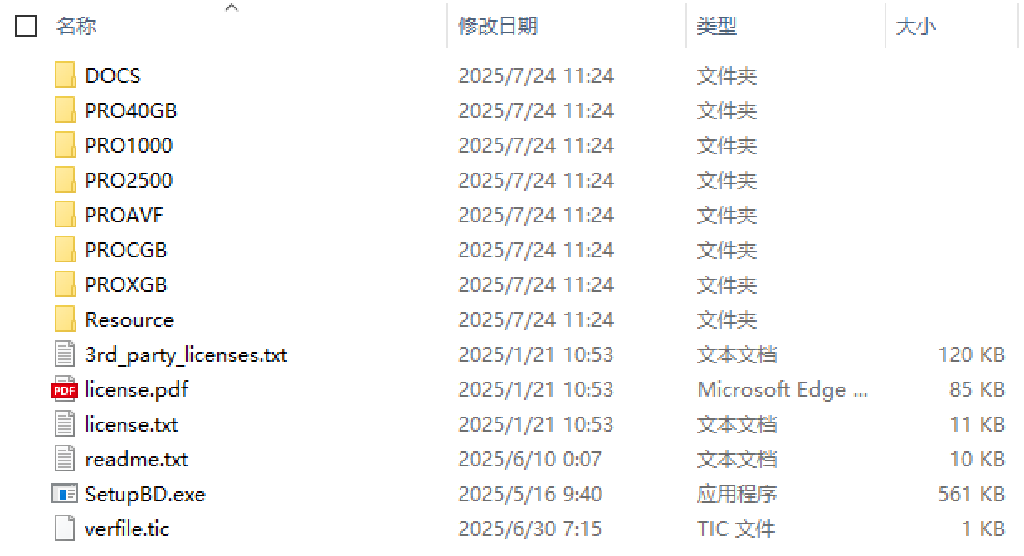 名称 修改日期 类型 大小
DOCS 2025/7/24 11:24 文件夹
PRO40GB 2025/7/24 11:24 文件夹
PRO1000 2025/7/24 11:24 文件夹
PRO2500 2025/7/24 11:24 文件夹
PROAVF 2025/7/24 11:24 文件夹
PROCGB 2025/7/24 11:24 文件夹
PROXGB 2025/7/24 11:24 文件夹
Resource 2025/7/24 11:24 文件夹
3rd_party_licenses.txt 2025/1/21 10:53 文本文档 120 KB
PDF license.pdf 2025/1/21 10:53 Microsoft Edge ... 85 KB
license.txt 2025/1/21 10:53 文本文档 11 KB
readme.txt 2025/6/10 0:07 文本文档 10 KB
SetupBD.exe 2025/5/16 9:40 应用程序 561 KB
verfile.tic 2025/6/30 7:15 TIC 文件 1 KB